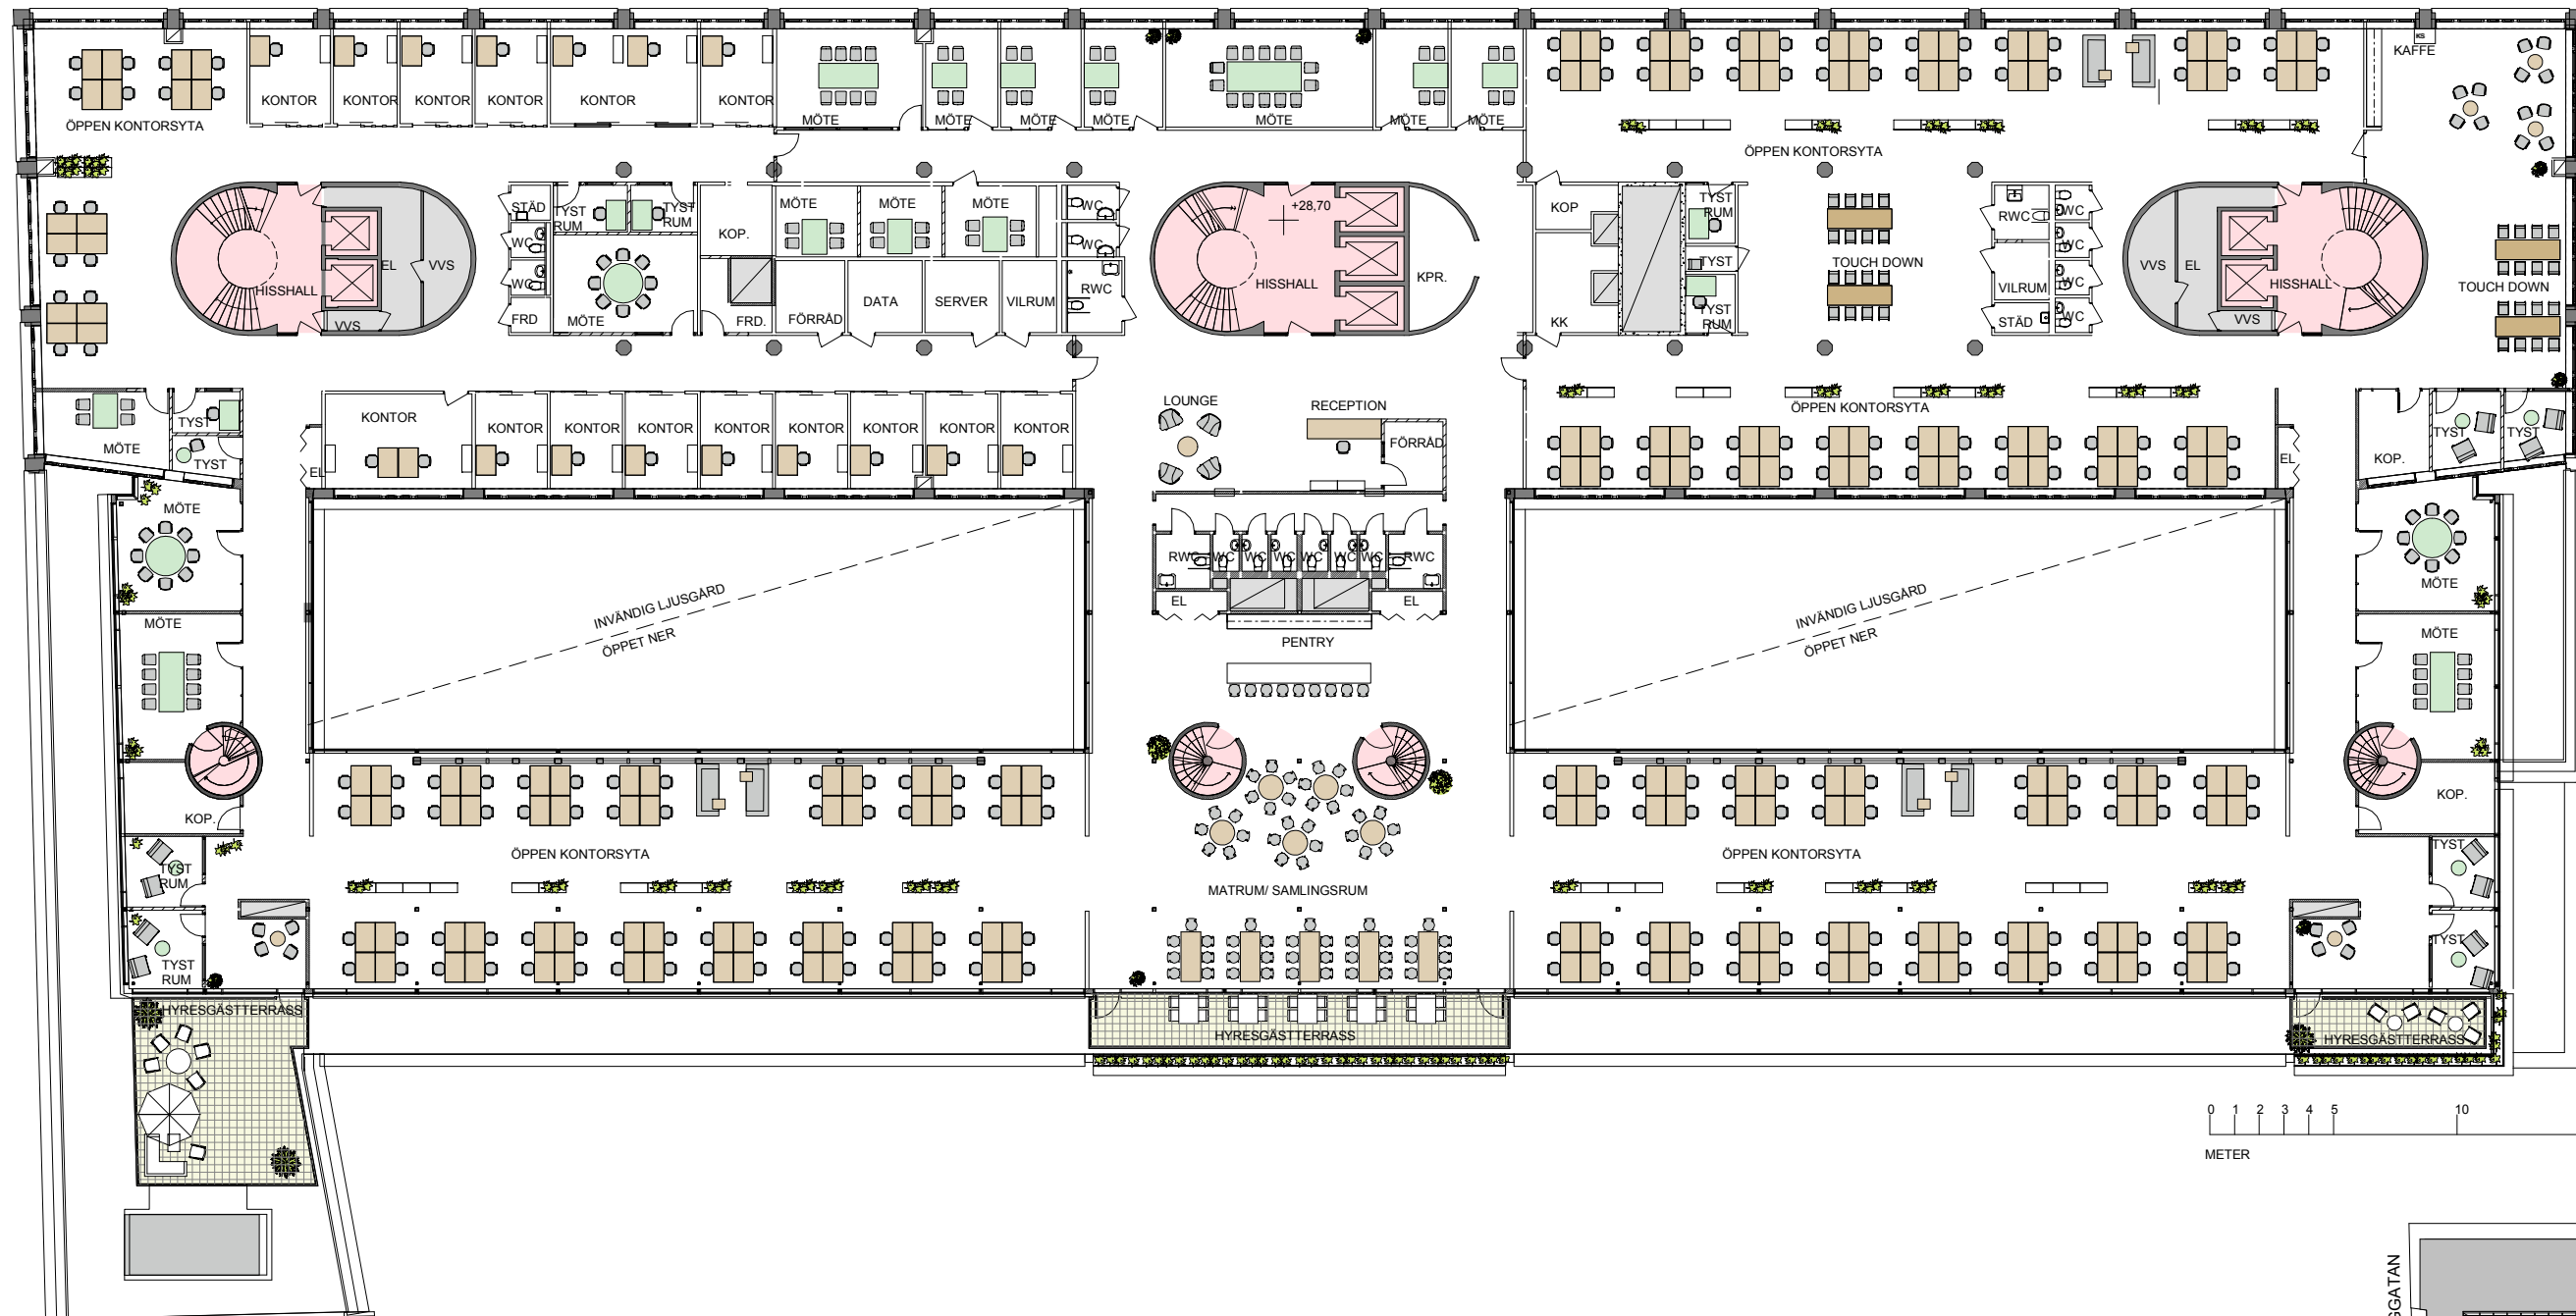 KS
KAFFE
KONTOR
KONTOR
KONTOR
KONTOR
KONTOR
KONTOR
MÖTE
MÖTE
MÖTE
MÖTE
MÖTE
MÖTE
MÖTE
ÖPPEN KONTORSYTA
ÖPPEN KONTORSYTA
STÄD
TYST
RUM
TYST
RUM
KOP.
MÖTE
MÖTE
MÖTE
WC
WC
WC
WC
RWC
FRD
MÖTE
FRD.
FÖRRÅD
DATA
SERVER
VILRUM
HISSHALL
EL
VVS
VVS
+28,70
HISSHALL
KPR.
KOP
KK
TYST
RUM
TYST
TYST
RUM
TOUCH DOWN
RWC
WC
WC
WC
WC
VILRUM
STÄD
VVS
EL
HISSHALL
VVS
TOUCH DOWN
MÖTE
TYST
TYST
EL
KONTOR
KONTOR
KONTOR
KONTOR
KONTOR
KONTOR
KONTOR
KONTOR
KONTOR
LOUNGE
RECEPTION
FÖRRÅD
ÖPPEN KONTORSYTA
EL
KOP.
TYST
TYST
MÖTE
MÖTE
INVÄNDIG LJUSGÅRD
ÖPPET NER
RWC
WC
WC
WC
WC
WC
WC
RWC
EL
EL
PENTRY
INVÄNDIG LJUSGÅRD
ÖPPET NER
MÖTE
MÖTE
KOP.
KOP.
TYST
RUM
TYST
RUM
ÖPPEN KONTORSYTA
MATRUM/ SAMLINGSRUM
ÖPPEN KONTORSYTA
TYST
TYST
HYRESGÄSTTERRASS
HYRESGÄSTTERRASS
HYRESGÄSTTERRASS
0 1 2 3 4 5 10
METER
GGATAN